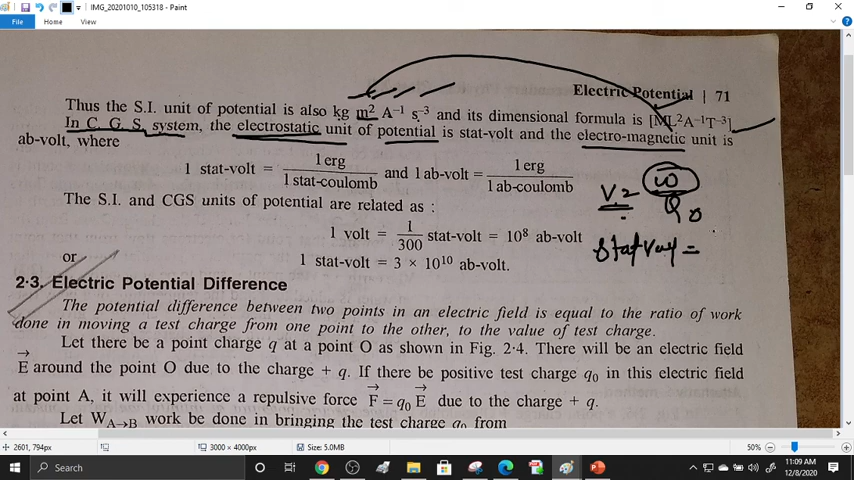 IMG_20201010_105318 - Paint
File Home View
Electric Potential | 71
Thus the S.I. unit of potential is also kg m² A⁻¹ s⁻³ and its dimensional formula is [ML²A⁻¹T⁻³].
In C. G. S. system, the electrostatic unit of potential is stat-volt and the electro-magnetic unit is
ab-volt, where
1 stat-volt = 1 erg / 1 stat-coulomb and 1 ab-volt = 1 erg / 1 ab-coulomb
V = W / Q₀
The S.I. and CGS units of potential are related as :
1 volt = 1/300 stat-volt = 10⁸ ab-volt
or
1 stat-volt = 3 × 10¹⁰ ab-volt.
2·3. Electric Potential Difference
The potential difference between two points in an electric field is equal to the ratio of work
done in moving a test charge from one point to the other, to the value of test charge.
Let there be a point charge q at a point O as shown in Fig. 2·4. There will be an electric field
E⃗ around the point O due to the charge + q. If there be positive test charge q₀ in this electric field
at point A, it will experience a repulsive force F⃗ = q₀ E⃗ due to the charge + q.
Let W_A→B work be done in bringing the test charge q₀ from
2601, 794px 3000 × 4000px Size: 5.0MB 50%
Search 11:09 AM
12/8/2020